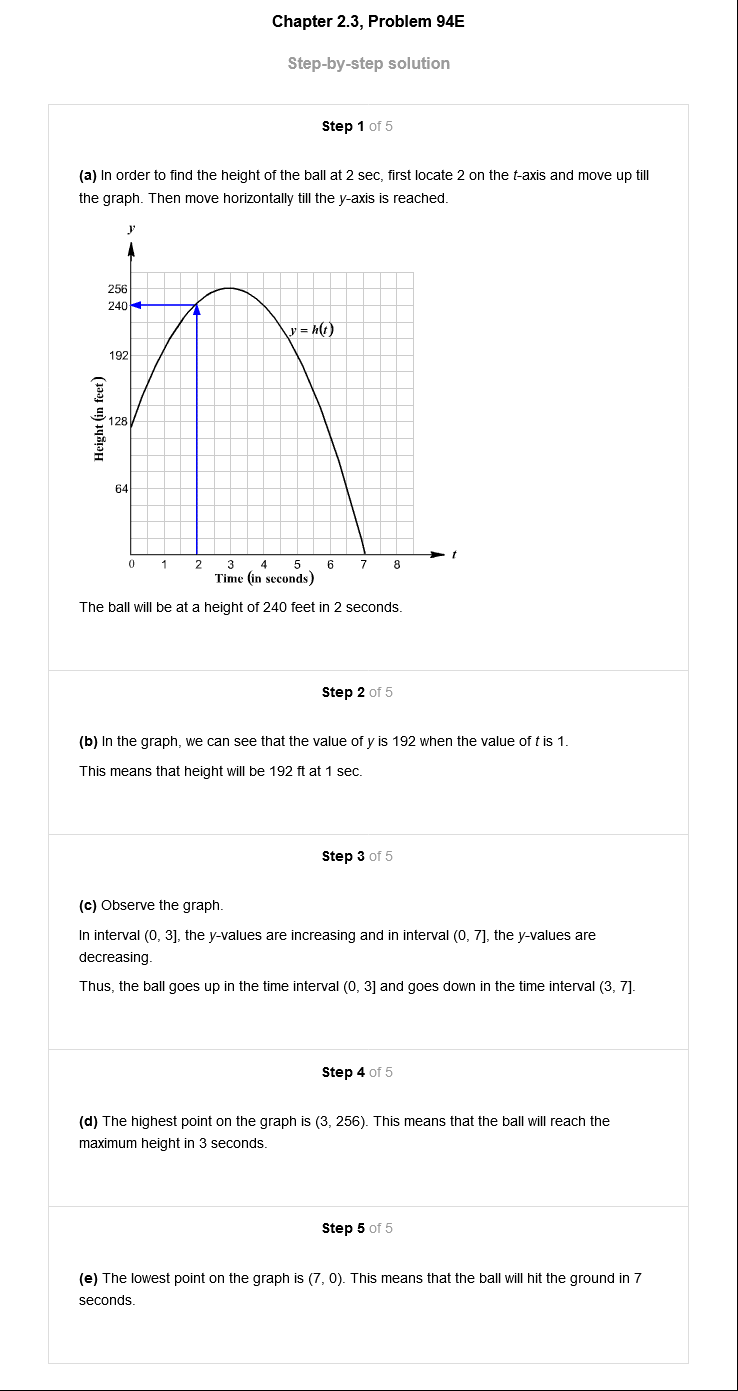 Chapter 2.3, Problem 94E
Step-by-step solution
Step 1 of 5
(a) In order to find the height of the ball at 2 sec, first locate 2 on the t-axis and move up till
the graph. Then move horizontally till the y-axis is reached.
y
256
240
y = h(t)
192
Height (in feet)
128
64
0 1 2 3 4 5 6 7 8
t
Time (in seconds)
The ball will be at a height of 240 feet in 2 seconds.
Step 2 of 5
(b) In the graph, we can see that the value of y is 192 when the value of t is 1.
This means that height will be 192 ft at 1 sec.
Step 3 of 5
(c) Observe the graph.
In interval (0, 3], the y-values are increasing and in interval (0, 7], the y-values are
decreasing.
Thus, the ball goes up in the time interval (0, 3] and goes down in the time interval (3, 7].
Step 4 of 5
(d) The highest point on the graph is (3, 256). This means that the ball will reach the
maximum height in 3 seconds.
Step 5 of 5
(e) The lowest point on the graph is (7, 0). This means that the ball will hit the ground in 7
seconds.